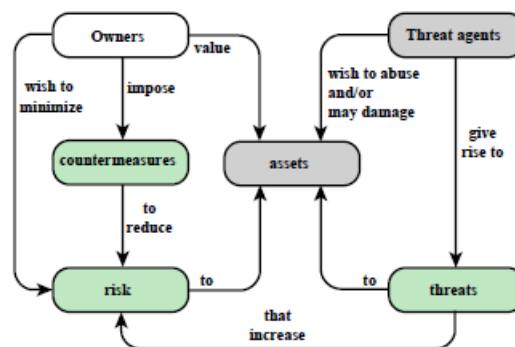 Owners
Threat agents
value
wish to
minimize
impose
wish to abuse
and/or
may damage
give
rise to
countermeasures
assets
to
reduce
risk
to
to
threats
that
increase